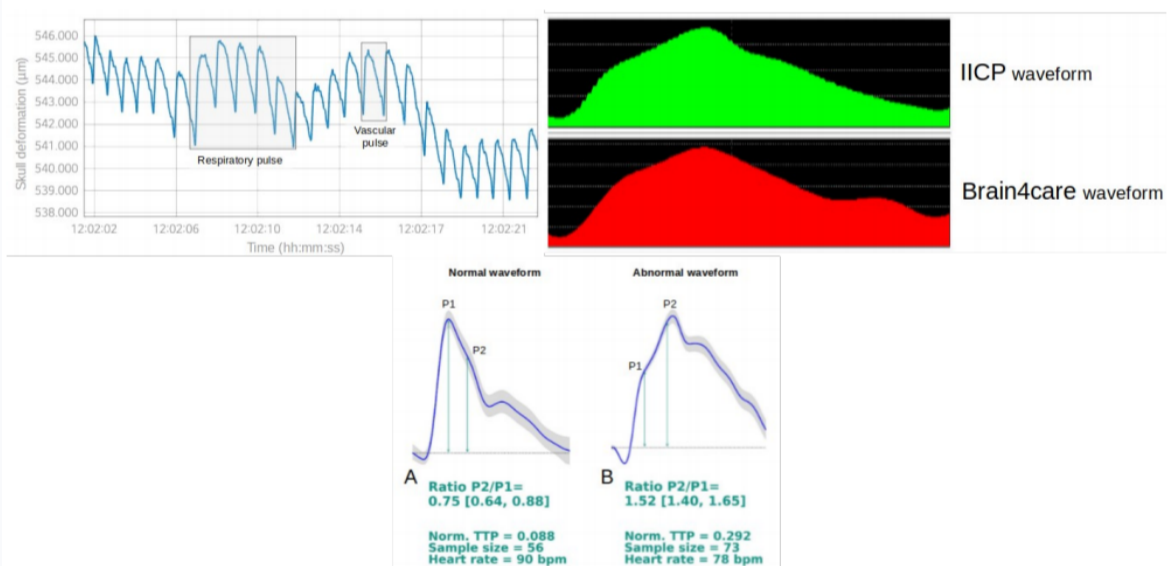 546.000
545.000
544.000
543.000
542.000
541.000
540.000
539.000
538.000
Skull deformation (µm)
Respiratory pulse
Vascular
pulse
12:02:02 12:02:06 12:02:10 12:02:14 12:02:17 12:02:21
Time (hh:mm:ss)
IICP waveform
Brain4care waveform
Normal waveform
P1
P2
A
Ratio P2/P1=
0.75 [0.64, 0.88]
Norm. TTP = 0.088
Sample size = 56
Heart rate = 90 bpm
Abnormal waveform
P2
P1
B
Ratio P2/P1=
1.52 [1.40, 1.65]
Norm. TTP = 0.292
Sample size = 73
Heart rate = 78 bpm